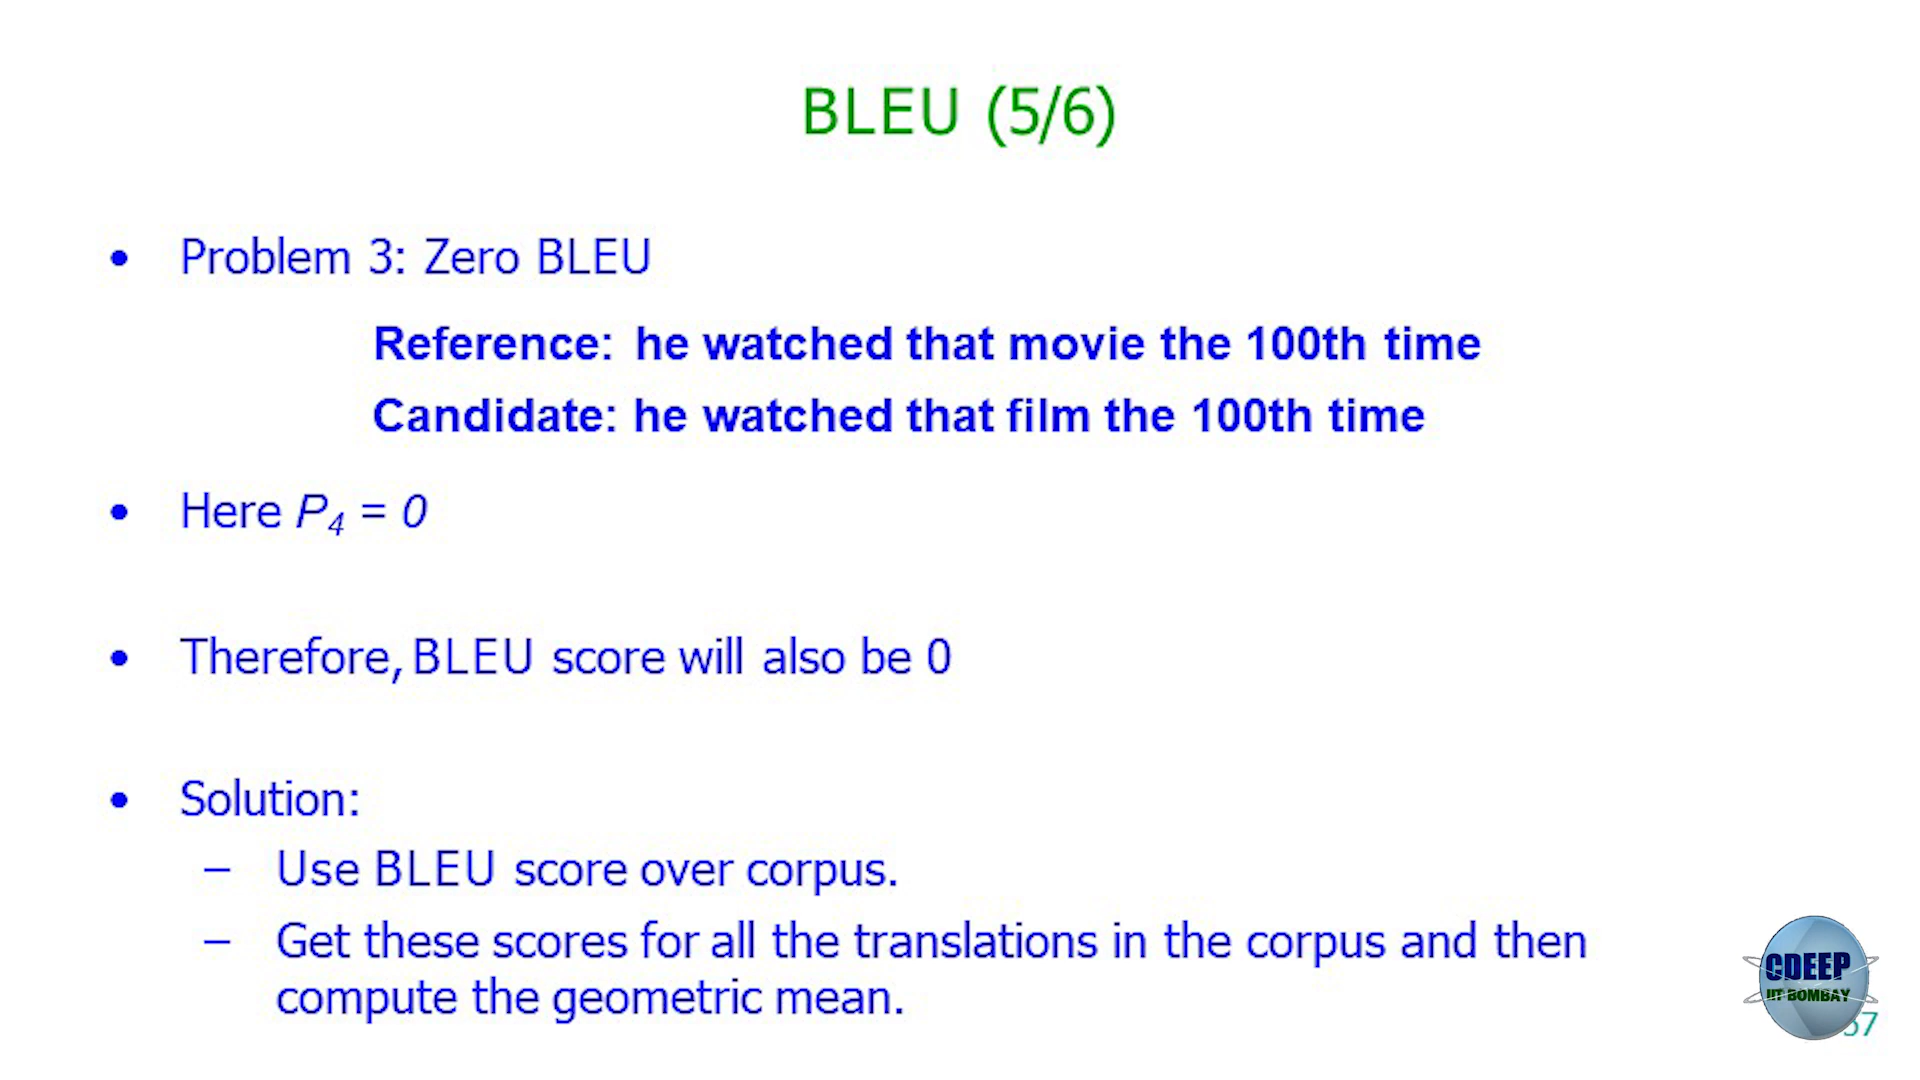 BLEU (5/6)
• Problem 3: Zero BLEU
Reference: he watched that movie the 100th time
Candidate: he watched that film the 100th time
• Here P4 = 0
• Therefore, BLEU score will also be 0
• Solution:
– Use BLEU score over corpus.
– Get these scores for all the translations in the corpus and then
compute the geometric mean.
CDEEP
IIT BOMBAY